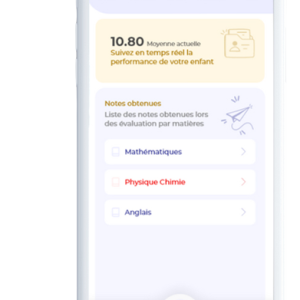 10.80 Moyenne actuelle
Suivez en temps réel la
performance de votre enfant
Notes obtenues
Liste des notes obtenues lors
des évaluation par matières
Mathématiques
Physique Chimie
Anglais